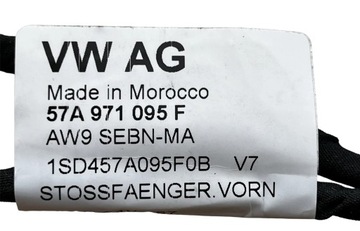 VW AG
Made in Morocco
57A 971 095 F
AW9 SEBN-MA
1SD457A095F0B V7
STOSSFAENGER.VORN